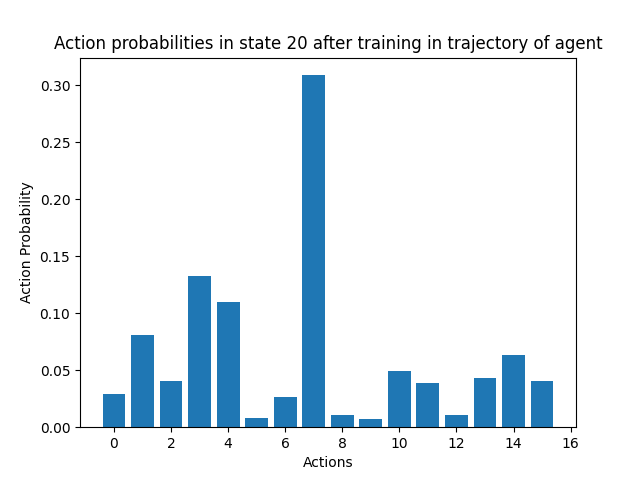 Action probabilities in state 20 after training in trajectory of agent
0.30
0.25
0.20
0.15
0.10
0.05
0.00
Action Probability
0 2 4 6 8 10 12 14 16
Actions